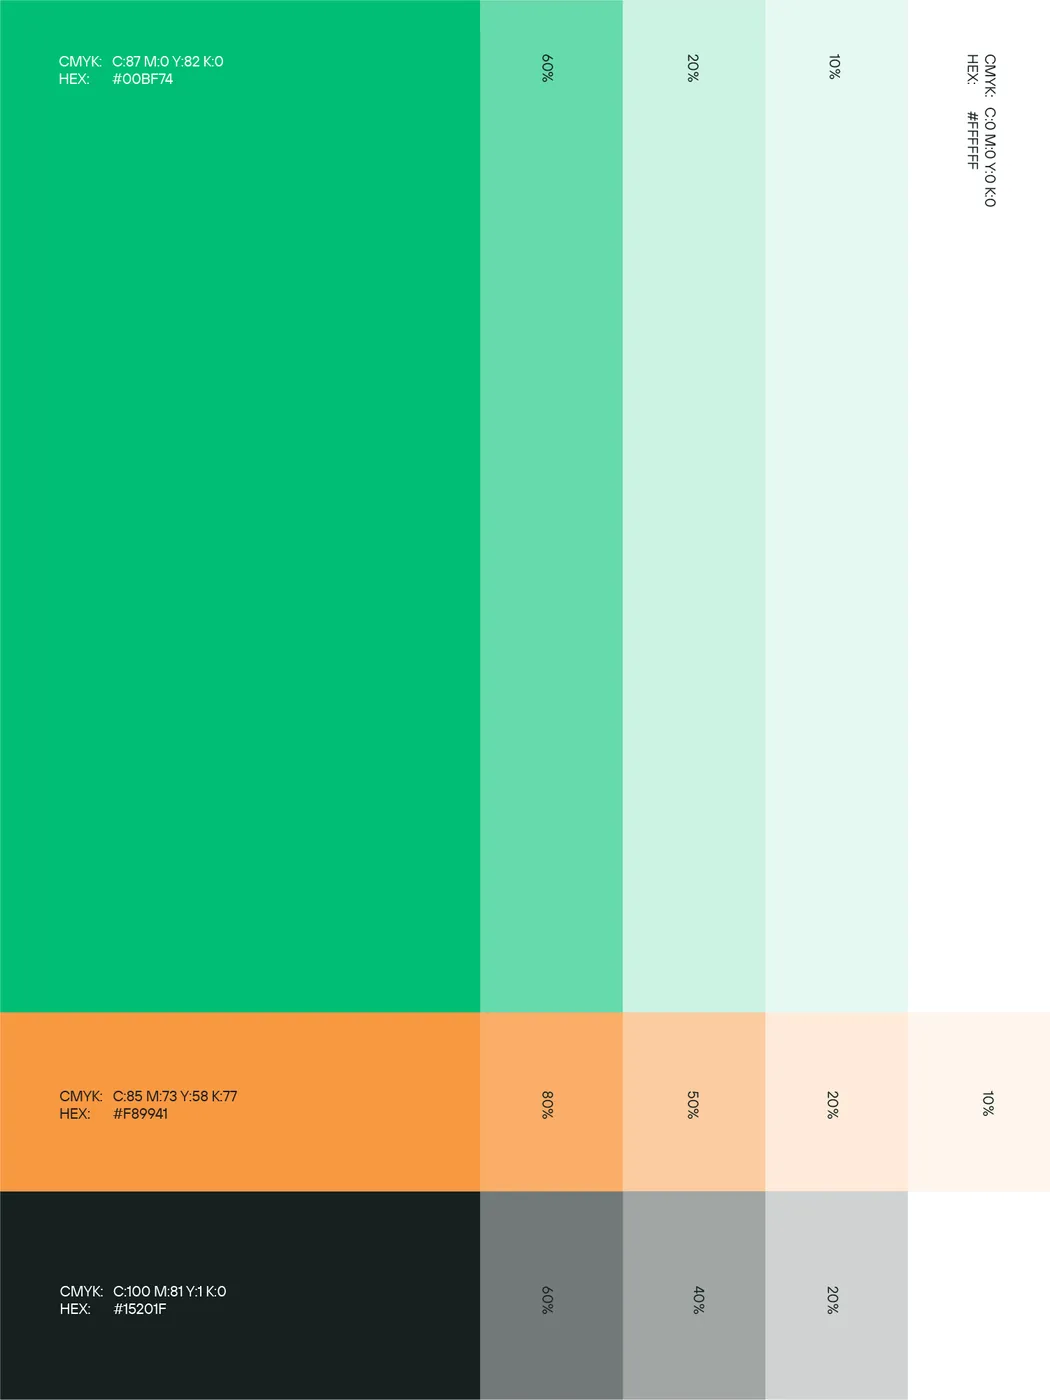 CMYK: C:87 M:0 Y:82 K:0
HEX: #00BF74
60%
20%
10%
CMYK: C:0 M:0 Y:0 K:0
HEX: #FFFFFF
CMYK: C:85 M:73 Y:58 K:77
HEX: #F89941
80%
50%
20%
10%
CMYK: C:100 M:81 Y:1 K:0
HEX: #15201F
60%
40%
20%